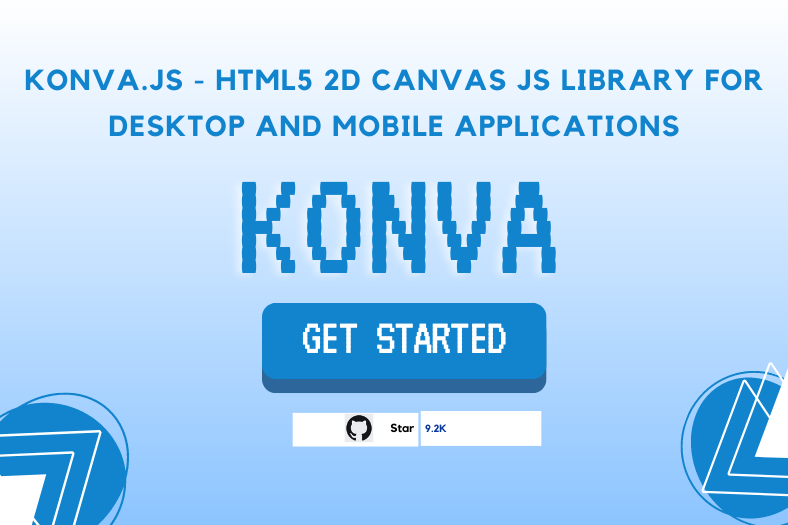 KONVA.JS - HTML5 2D CANVAS JS LIBRARY FOR
DESKTOP AND MOBILE APPLICATIONS
KONVA
GET STARTED
Star 9.2K